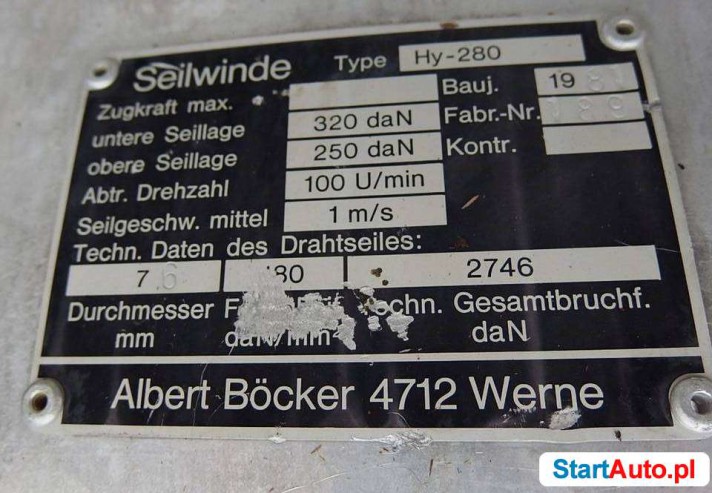 Seilwinde Type Hy-280
Zugkraft max. Bauj. 19
untere Seillage 320 daN Fabr.-Nr.
obere Seillage 250 daN Kontr.
Abtr. Drehzahl 100 U/min
Seilgeschw. mittel 1 m/s
Techn. Daten des Drahtseiles:
7 2746
Durchmesser Gesamtbruchf.
mm daN
Albert Böcker 4712 Werne
StartAuto.pl